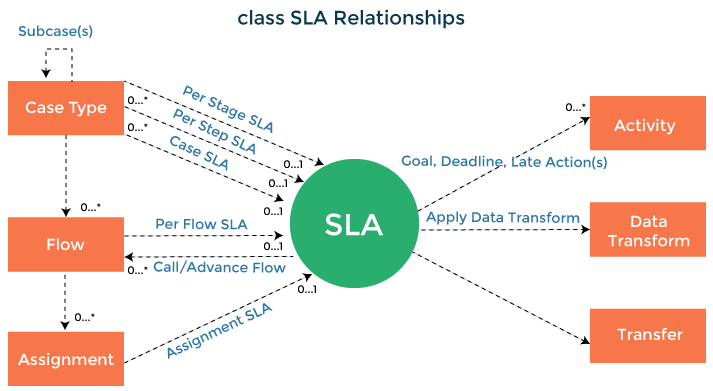 class SLA Relationships
Subcase(s)
Case Type
0...*
0...*
0...*
Per Stage SLA
Per Step SLA
Case SLA
0...1
0...1
0...1
0...*
Flow
Per Flow SLA
0...1
0...*
Call/Advance Flow
0...1
0...*
Assignment
Assignment SLA
SLA
0...*
Activity
Goal, Deadline, Late Action(s)
Apply Data Transform
Data
Transform
Transfer